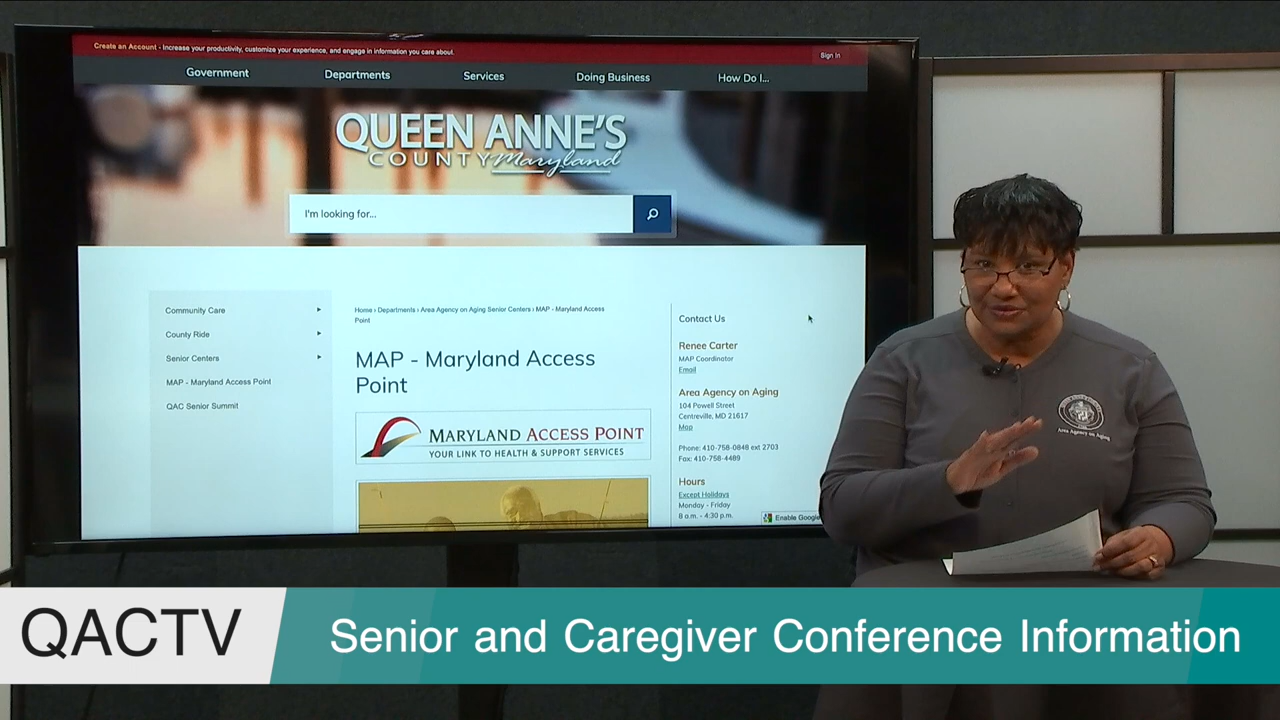 Create an Account - Increase your productivity, customize your experience, and engage in information you care about.
Sign In
Government
Departments
Services
Doing Business
How Do I...
QUEEN ANNE'S
COUNTY Maryland
I'm looking for...
Community Care
County Ride
Senior Centers
MAP - Maryland Access Point
QAC Senior Summit
Home › Departments › Area Agency on Aging Senior Centers › MAP - Maryland Access
Point
MAP - Maryland Access
Point
MARYLAND ACCESS POINT
YOUR LINK TO HEALTH & SUPPORT SERVICES
Contact Us
Renee Carter
MAP Coordinator
Email
Area Agency on Aging
104 Powell Street
Centreville, MD 21617
Map
Phone: 410-758-0848 ext 2703
Fax: 410-758-4489
Hours
Except Holidays
Monday - Friday
8 a.m. - 4:30 p.m.
Enable Google
Area Agency on Aging
QACTV
Senior and Caregiver Conference Information